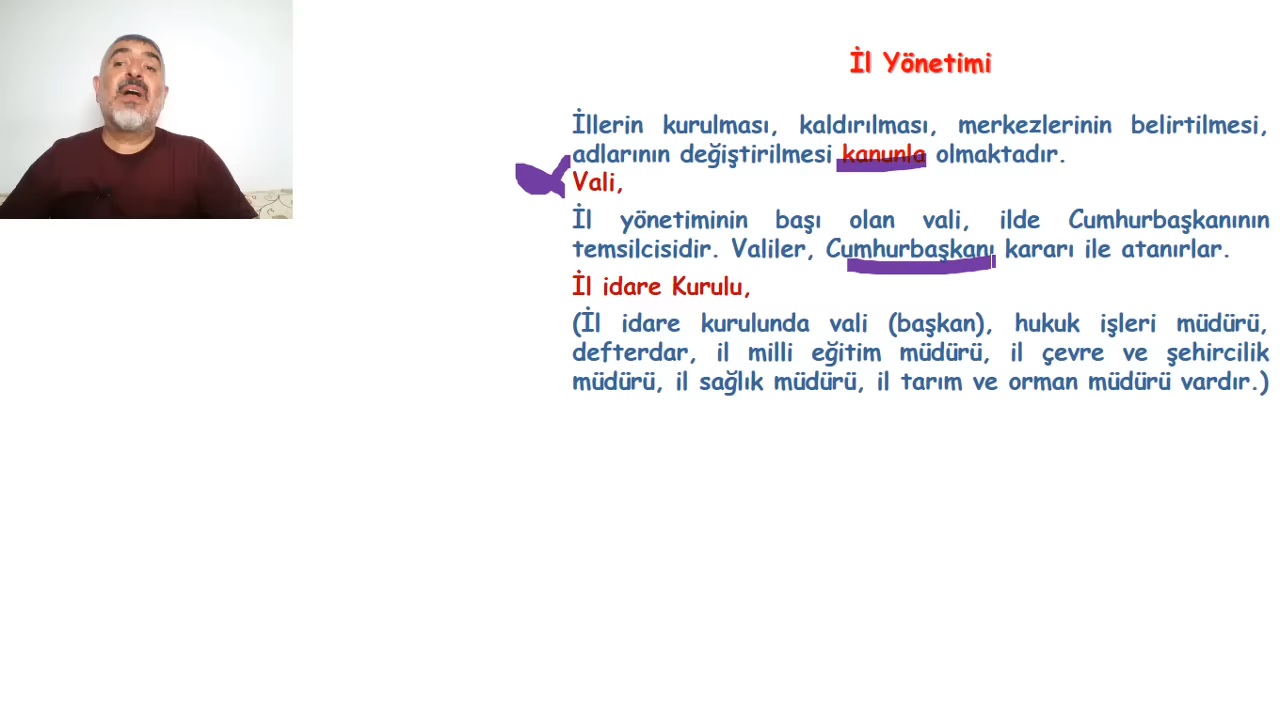 İl Yönetimi
İllerin kurulması, kaldırılması, merkezlerinin belirtilmesi,
adlarının değiştirilmesi kanunla olmaktadır.
Vali,
İl yönetiminin başı olan vali, ilde Cumhurbaşkanının
temsilcisidir. Valiler, Cumhurbaşkanı kararı ile atanırlar.
İl idare Kurulu,
(İl idare kurulunda vali (başkan), hukuk işleri müdürü,
defterdar, il milli eğitim müdürü, il çevre ve şehircilik
müdürü, il sağlık müdürü, il tarım ve orman müdürü vardır.)